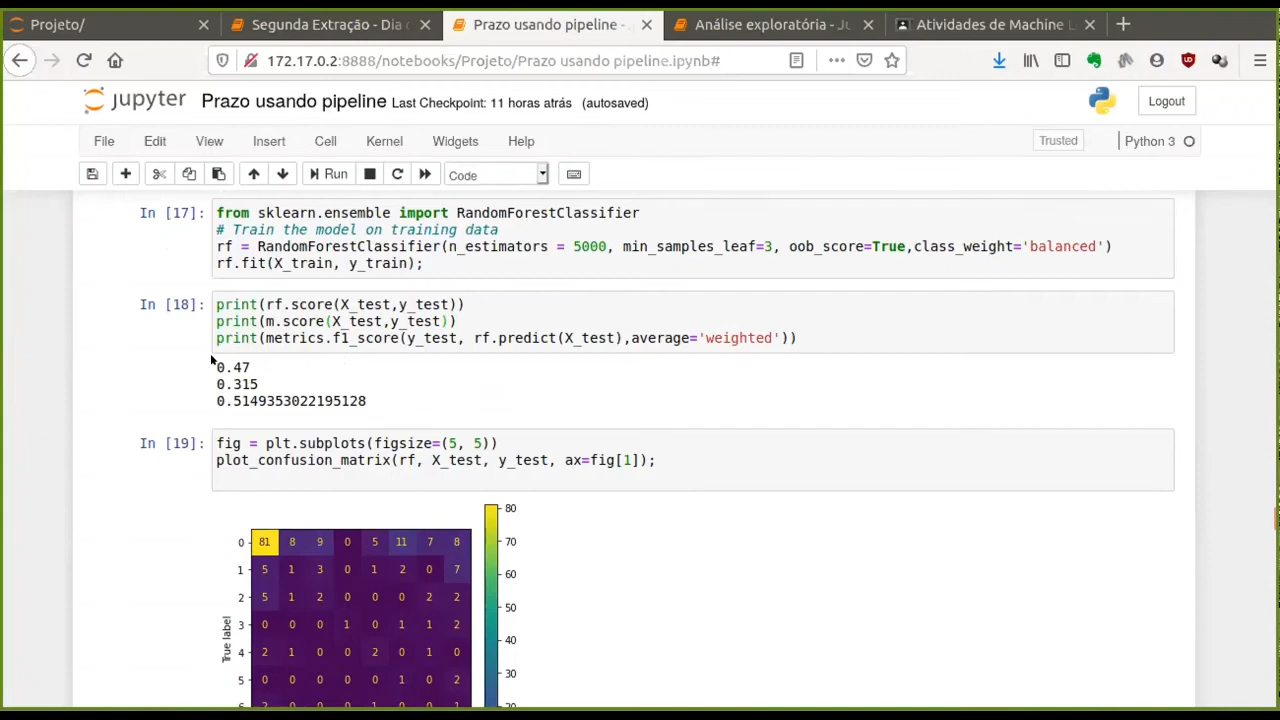 Projeto/
Segunda Extração - Dia
Prazo usando pipeline -
Análise exploratória - Ju
Atividades de Machine L
172.17.0.2:8888/notebooks/Projeto/Prazo usando pipeline.ipynb#
jupyter
Prazo usando pipeline Last Checkpoint: 11 horas atrás (autosaved)
Logout
File
Edit
View
Insert
Cell
Kernel
Widgets
Help
Trusted
Python 3
Run
Code
In [17]:
from sklearn.ensemble import RandomForestClassifier
# Train the model on training data
rf = RandomForestClassifier(n_estimators = 5000, min_samples_leaf=3, oob_score=True,class_weight='balanced')
rf.fit(X_train, y_train);
In [18]:
print(rf.score(X_test,y_test))
print(m.score(X_test,y_test))
print(metrics.f1_score(y_test, rf.predict(X_test),average='weighted'))
0.47
0.315
0.5149353022195128
In [19]:
fig = plt.subplots(figsize=(5, 5))
plot_confusion_matrix(rf, X_test, y_test, ax=fig[1]);
0 81 8 9 0 5 11 7 8
1 5 1 3 0 1 2 0 7
2 5 1 2 0 0 0 2 2
3 0 0 0 1 0 1 1 2
4 2 1 0 0 2 0 1 0
5 0 0 0 0 0 1 0 2
True label
80
70
60
50
40
30